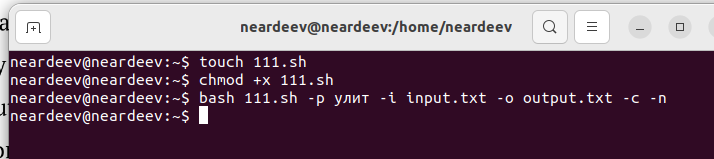 neardeev@neardeev:/home/neardeev
neardeev@neardeev:~$ touch 111.sh
neardeev@neardeev:~$ chmod +x 111.sh
neardeev@neardeev:~$ bash 111.sh -p улит -i input.txt -o output.txt -c -n
neardeev@neardeev:~$